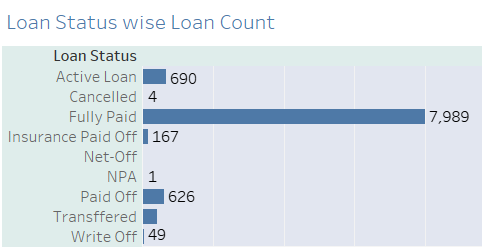 Loan Status wise Loan Count
Loan Status
Active Loan 690
Cancelled 4
Fully Paid 7,989
Insurance Paid Off 167
Net-Off
NPA 1
Paid Off 626
Transffered
Write Off 49